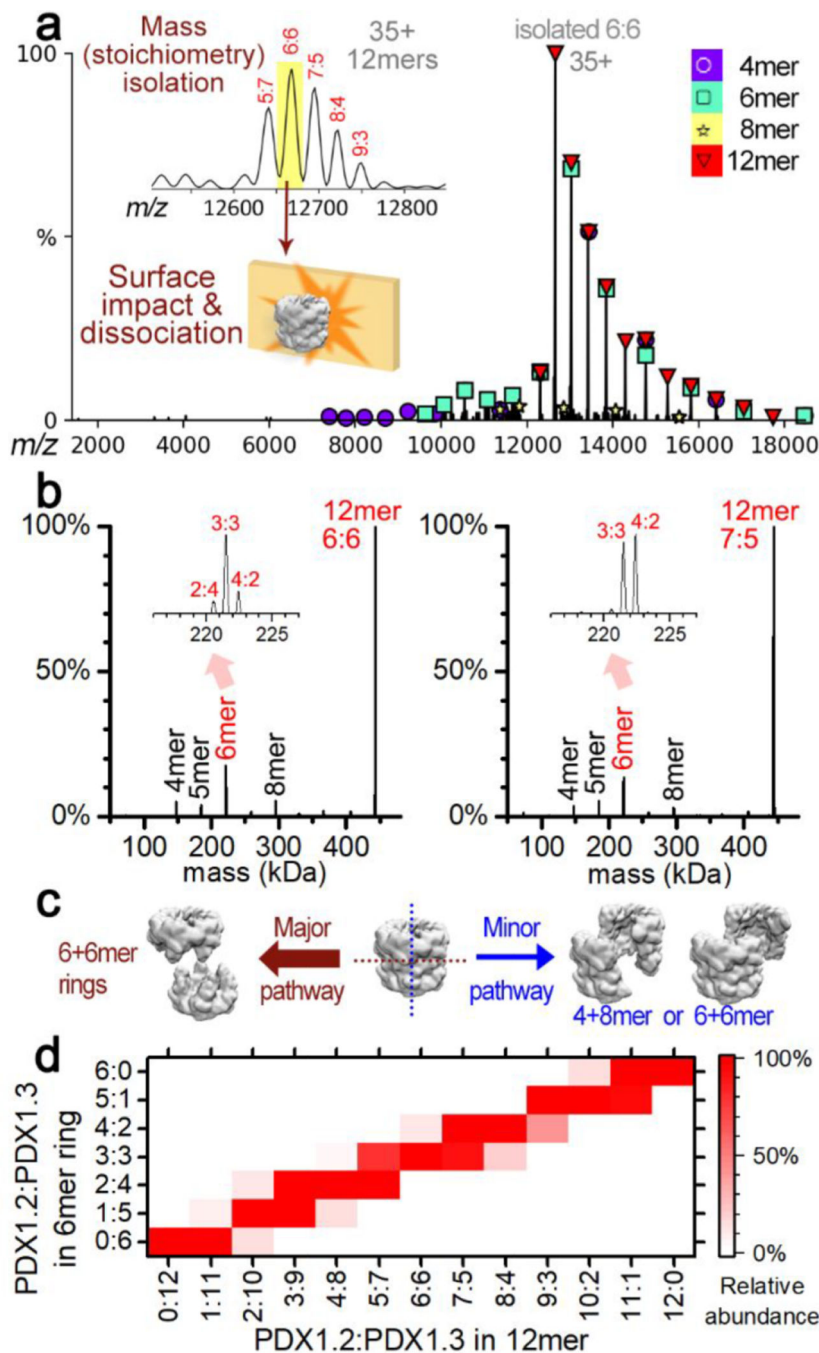 a
Mass
(stoichiometry)
isolation
35+
12mers
5:7
6:6
7:5
8:4
9:3
m/z
12600
12700
12800
isolated 6:6
35+
4mer
6mer
8mer
12mer
100
%
0
Surface
impact &
dissociation
m/z
2000
4000
6000
8000
10000
12000
14000
16000
18000
b
100%
50%
0%
2:4
3:3
4:2
220
225
12mer
6:6
4mer
5mer
6mer
8mer
100
200
300
400
mass (kDa)
100%
50%
0%
3:3
4:2
220
225
12mer
7:5
4mer
5mer
6mer
8mer
100
200
300
400
mass (kDa)
c
6+6mer
rings
Major
pathway
Minor
pathway
4+8mer or 6+6mer
d
PDX1.2:PDX1.3
in 6mer ring
6:0
5:1
4:2
3:3
2:4
1:5
0:6
0:12
1:11
2:10
3:9
4:8
5:7
6:6
7:5
8:4
9:3
10:2
11:1
12:0
PDX1.2:PDX1.3 in 12mer
100%
50%
0%
Relative
abundance